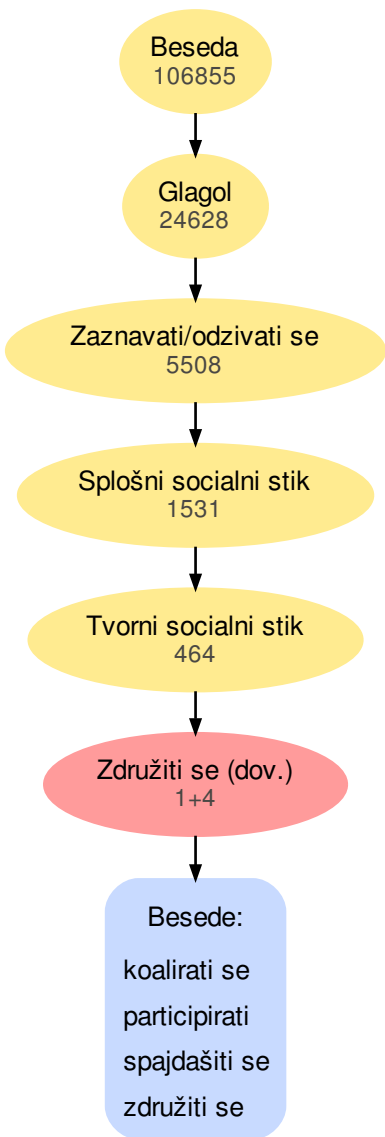 Beseda
106855
Glagol
24628
Zaznavati/odzivati se
5508
Splošni socialni stik
1531
Tvorni socialni stik
464
Združiti se (dov.)
1+4
Besede:
koalirati se
participirati
spajdašiti se
združiti se